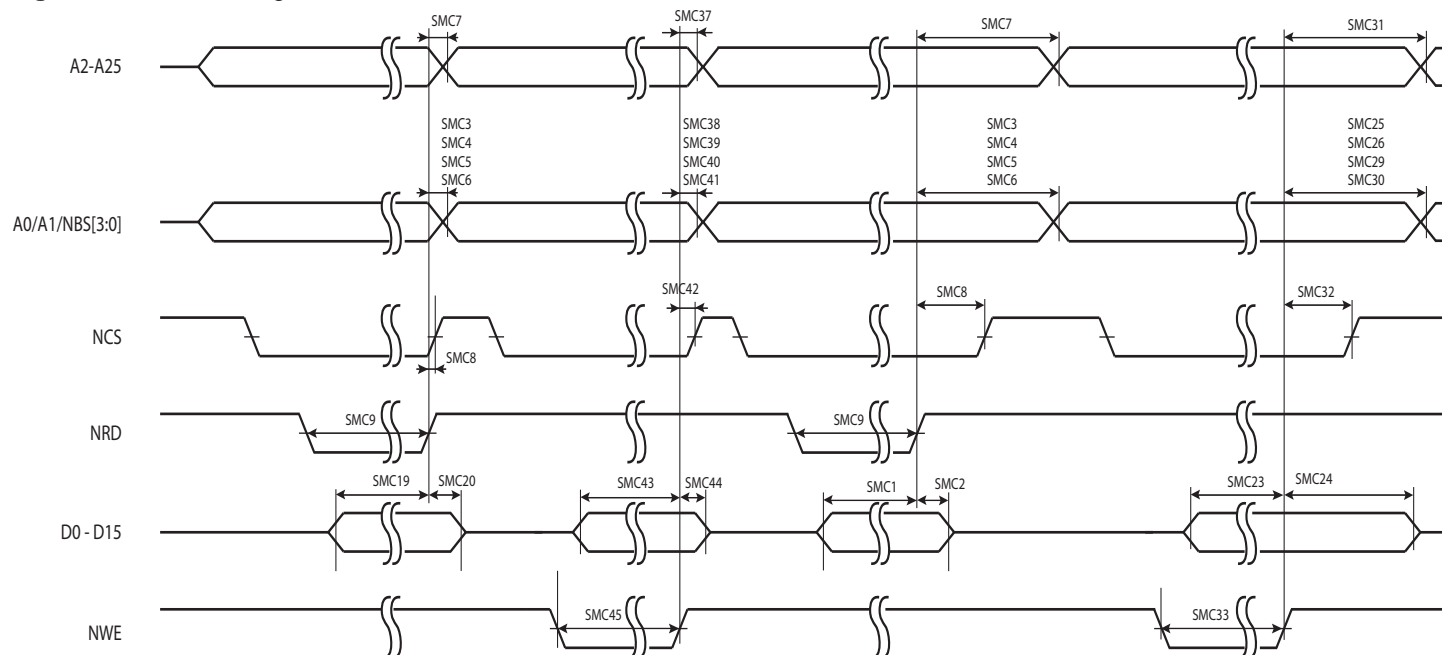 SMC7 SMC37 SMC7 SMC31
A2-A25
SMC3 SMC38 SMC3 SMC25
SMC4 SMC39 SMC4 SMC26
SMC5 SMC40 SMC5 SMC29
SMC6 SMC41 SMC6 SMC30
A0/A1/NBS[3:0]
SMC42 SMC8 SMC32
NCS
SMC8
SMC9 SMC9
NRD
SMC19 SMC20 SMC43 SMC44 SMC1 SMC2 SMC23 SMC24
D0 - D15
SMC45 SMC33
NWE